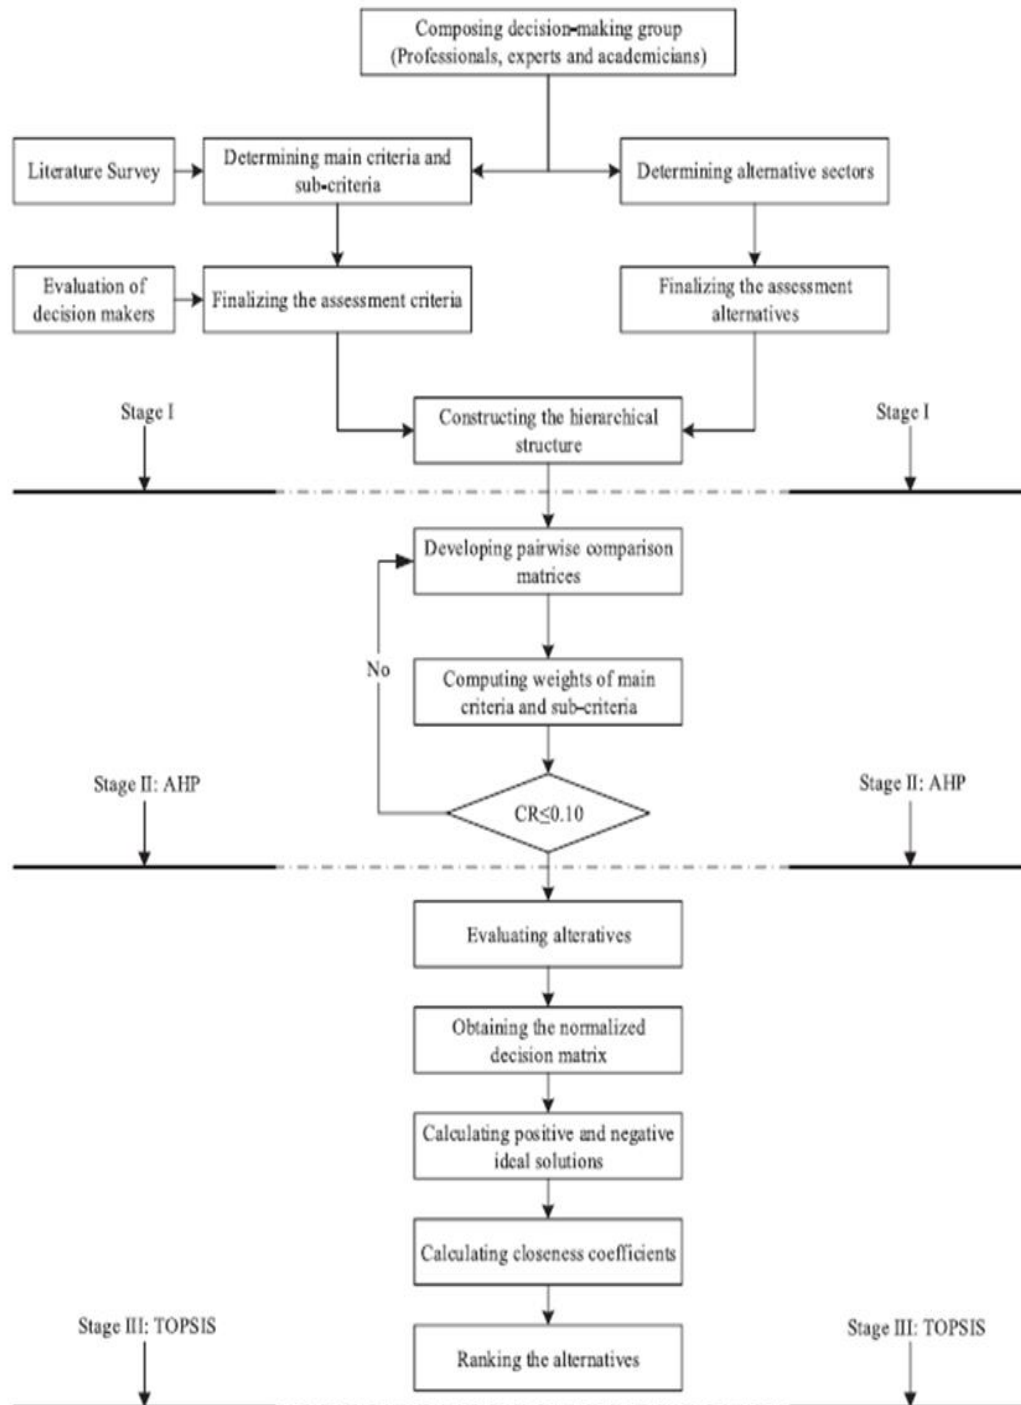 Composing decision-making group
(Professionals, experts and academicians)
Literature Survey
Determining main criteria and
sub-criteria
Determining alternative sectors
Evaluation of
decision makers
Finalizing the assessment criteria
Finalizing the assessment
alternatives
Stage I
Constructing the hierarchical
structure
Stage I
Developing pairwise comparison
matrices
No
Computing weights of main
criteria and sub-criteria
Stage II: AHP
CR≤0.10
Stage II: AHP
Evaluating alteratives
Obtaining the normalized
decision matrix
Calculating positive and negative
ideal solutions
Calculating closeness coefficients
Stage III: TOPSIS
Ranking the alternatives
Stage III: TOPSIS